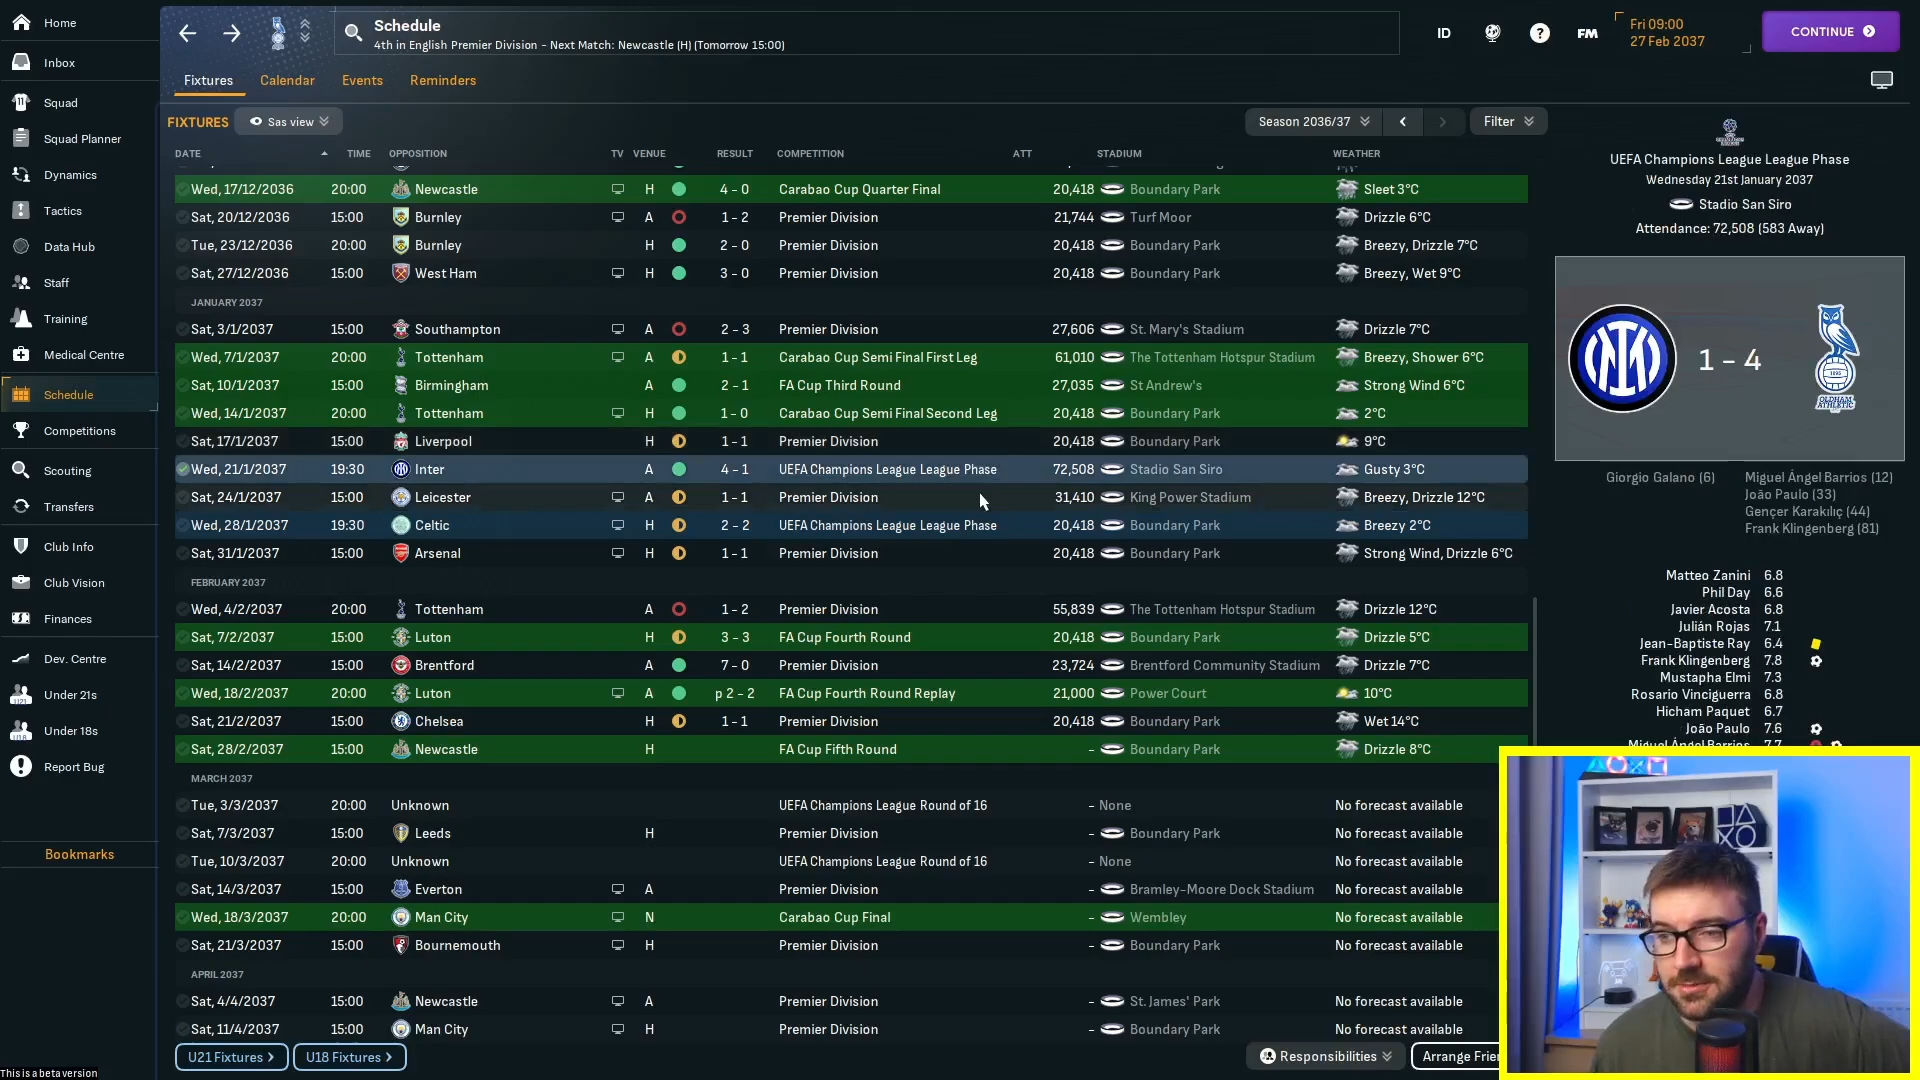 Home
Inbox
Squad
Squad Planner
Dynamics
Tactics
Data Hub
Staff
Training
Medical Centre
Schedule
Competitions
Scouting
Transfers
Club Info
Club Vision
Finances
Dev. Centre
Under 21s
Under 18s
Report Bug
Bookmarks
This is a beta version
Schedule
4th in English Premier Division - Next Match: Newcastle (H) (Tomorrow 15:00)
ID
FM
Fri 09:00
27 Feb 2037
CONTINUE
Fixtures Calendar Events Reminders
FIXTURES Sas view Season 2036/37 Filter
DATE TIME OPPOSITION TV VENUE RESULT COMPETITION ATT STADIUM WEATHER
Wed, 17/12/2036 20:00 Newcastle H 4 - 0 Carabao Cup Quarter Final 20,418 Boundary Park Sleet 3°C
Sat, 20/12/2036 15:00 Burnley A 1 - 2 Premier Division 21,744 Turf Moor Drizzle 6°C
Tue, 23/12/2036 20:00 Burnley H 2 - 0 Premier Division 20,418 Boundary Park Breezy, Drizzle 7°C
Sat, 27/12/2036 15:00 West Ham H 3 - 0 Premier Division 20,418 Boundary Park Breezy, Wet 9°C
JANUARY 2037
Sat, 3/1/2037 15:00 Southampton A 2 - 3 Premier Division 27,606 St. Mary's Stadium Drizzle 7°C
Wed, 7/1/2037 20:00 Tottenham A 1 - 1 Carabao Cup Semi Final First Leg 61,010 The Tottenham Hotspur Stadium Breezy, Shower 6°C
Sat, 10/1/2037 15:00 Birmingham A 2 - 1 FA Cup Third Round 27,035 St Andrew's Strong Wind 6°C
Wed, 14/1/2037 20:00 Tottenham H 1 - 0 Carabao Cup Semi Final Second Leg 20,418 Boundary Park 2°C
Sat, 17/1/2037 15:00 Liverpool H 1 - 1 Premier Division 20,418 Boundary Park 9°C
Wed, 21/1/2037 19:30 Inter A 4 - 1 UEFA Champions League League Phase 72,508 Stadio San Siro Gusty 3°C
Sat, 24/1/2037 15:00 Leicester A 1 - 1 Premier Division 31,410 King Power Stadium Breezy, Drizzle 12°C
Wed, 28/1/2037 19:30 Celtic H 2 - 2 UEFA Champions League League Phase 20,418 Boundary Park Breezy 2°C
Sat, 31/1/2037 15:00 Arsenal H 1 - 1 Premier Division 20,418 Boundary Park Strong Wind, Drizzle 6°C
FEBRUARY 2037
Wed, 4/2/2037 20:00 Tottenham A 1 - 2 Premier Division 55,839 The Tottenham Hotspur Stadium Drizzle 12°C
Sat, 7/2/2037 15:00 Luton H 3 - 3 FA Cup Fourth Round 20,418 Boundary Park Drizzle 5°C
Sat, 14/2/2037 15:00 Brentford A 7 - 0 Premier Division 23,724 Brentford Community Stadium Drizzle 7°C
Wed, 18/2/2037 20:00 Luton A p 2 - 2 FA Cup Fourth Round Replay 21,000 Power Court 10°C
Sat, 21/2/2037 15:00 Chelsea H 1 - 1 Premier Division 20,418 Boundary Park Wet 14°C
Sat, 28/2/2037 15:00 Newcastle H FA Cup Fifth Round - Boundary Park Drizzle 8°C
MARCH 2037
Tue, 3/3/2037 20:00 Unknown UEFA Champions League Round of 16 - None No forecast available
Sat, 7/3/2037 15:00 Leeds H Premier Division - Boundary Park No forecast available
Tue, 10/3/2037 20:00 Unknown UEFA Champions League Round of 16 - None No forecast available
Sat, 14/3/2037 15:00 Everton A Premier Division - Bramley-Moore Dock Stadium No forecast available
Wed, 18/3/2037 20:00 Man City N Carabao Cup Final - Wembley No forecast available
Sat, 21/3/2037 15:00 Bournemouth H Premier Division - Boundary Park No forecast available
APRIL 2037
Sat, 4/4/2037 15:00 Newcastle A Premier Division - St. James' Park No forecast available
Sat, 11/4/2037 15:00 Man City H Premier Division - Boundary Park No forecast available
U21 Fixtures > U18 Fixtures > Responsibilities Arrange Frien
UEFA Champions League League Phase
Wednesday 21st January 2037
Stadio San Siro
Attendance: 72,508 (583 Away)
1 - 4
OLDHAM
ATHLETIC
Giorgio Galano (6)
Miguel Ángel Barrios (12)
João Paulo (33)
Gençer Karakılıç (44)
Frank Klingenberg (81)
Matteo Zanini 6.8
Phil Day 6.6
Javier Acosta 6.8
Julián Rojas 7.1
Jean-Baptiste Ray 6.4
Frank Klingenberg 7.8
Mustapha Elmi 7.3
Rosario Vinciguerra 6.8
Hicham Paquet 6.7
João Paulo 7.6
Miguel Ángel Barrios 7.7